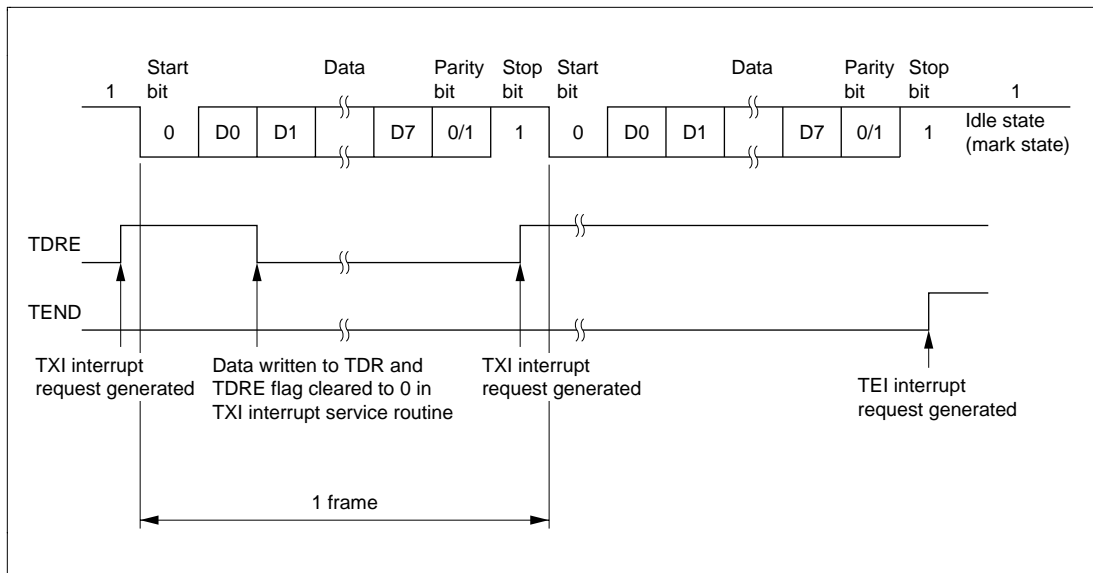 Start Data Parity Stop Start Data Parity Stop
1 bit bit bit bit bit bit 1
0 D0 D1 D7 0/1 1 0 D0 D1 D7 0/1 1 Idle state
(mark state)
TDRE
TEND
TXI interrupt
request generated
Data written to TDR and
TDRE flag cleared to 0 in
TXI interrupt service routine
TXI interrupt
request generated
TEI interrupt
request generated
1 frame